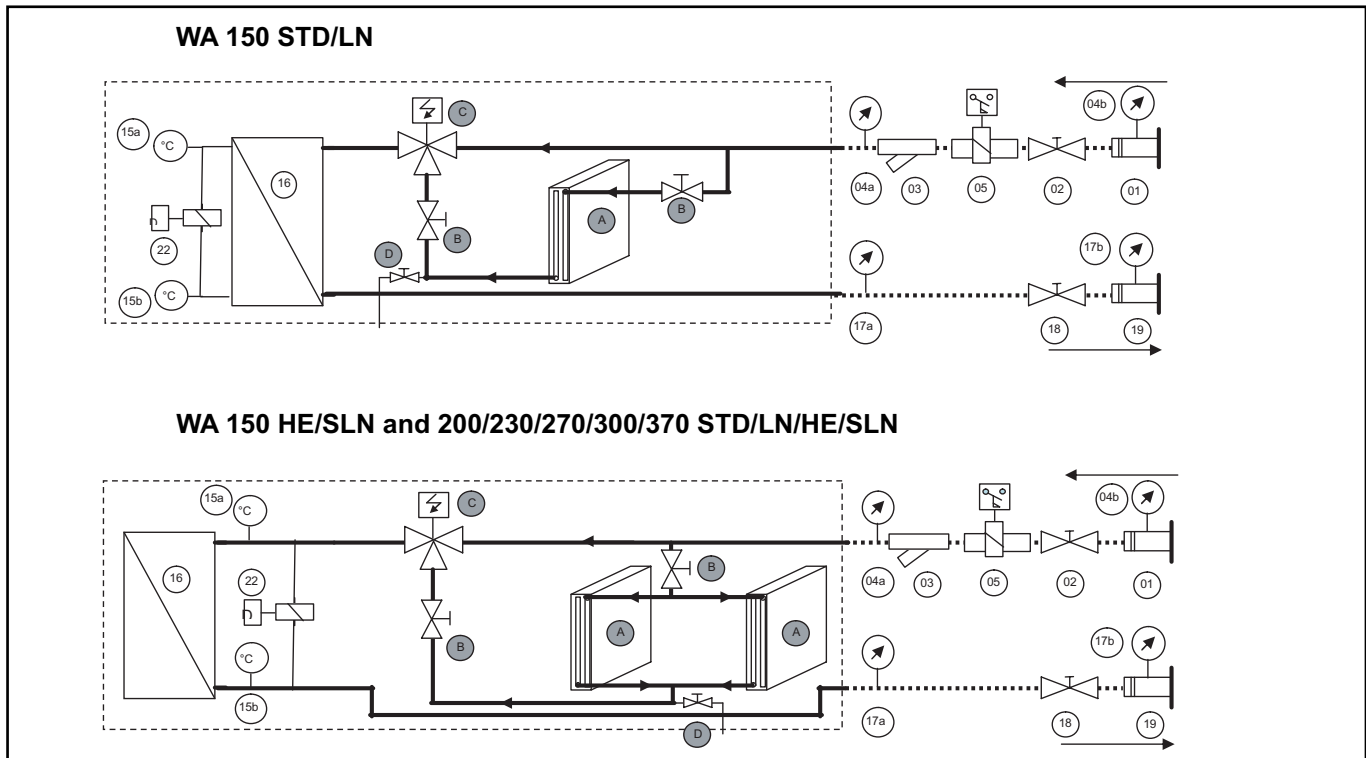 WA 150 STD/LN
04b
C
15a
°C
16
04a
03
05
02
01
A
B
22
B
D
17b
15b
°C
17a
18
19
WA 150 HE/SLN and 200/230/270/300/370 STD/LN/HE/SLN
15a
C
04b
°C
16
22
B
04a
03
05
02
01
A
A
B
°C
17b
15b
D
17a
18
19